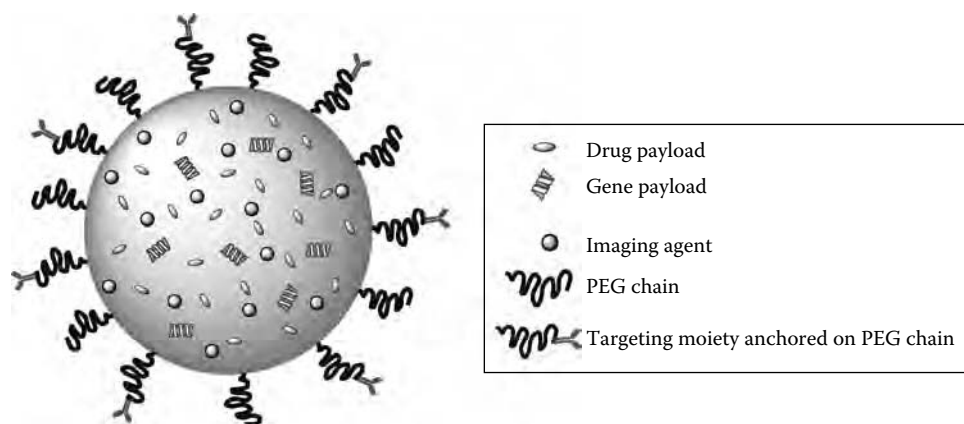 Drug payload
Gene payload
Imaging agent
PEG chain
Targeting moiety anchored on PEG chain